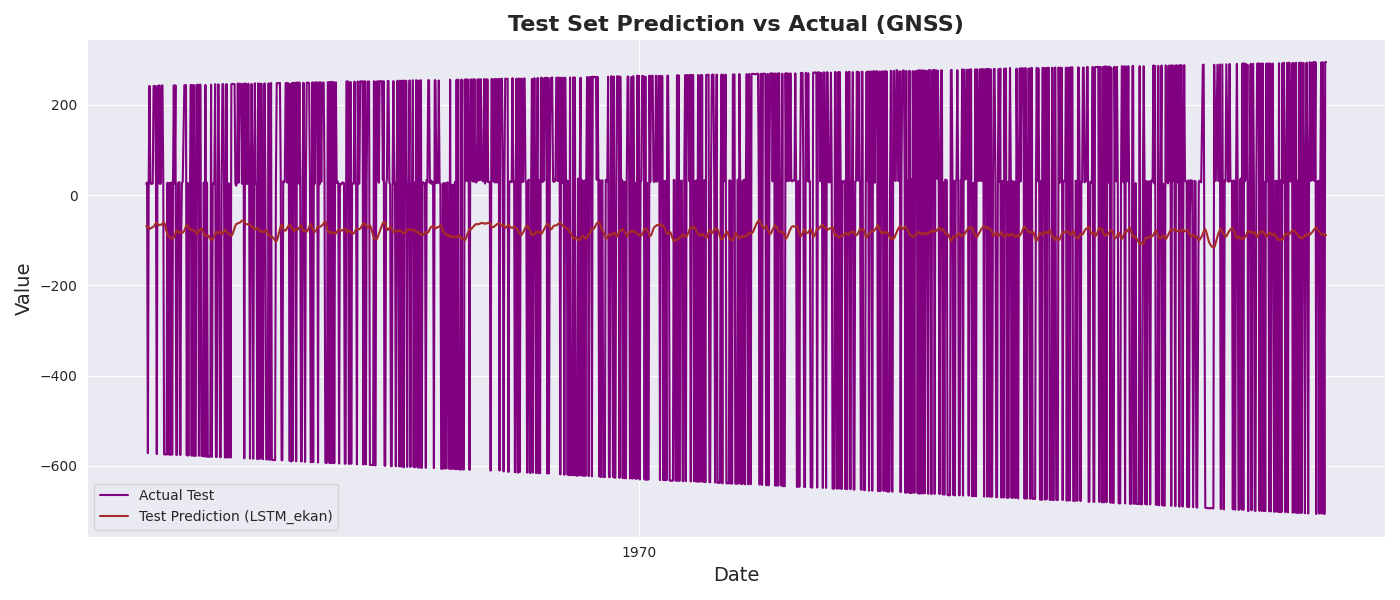 Test Set Prediction vs Actual (GNSS)
Value
200
0
−200
−400
−600
Actual Test
Test Prediction (LSTM_ekan)
1970
Date